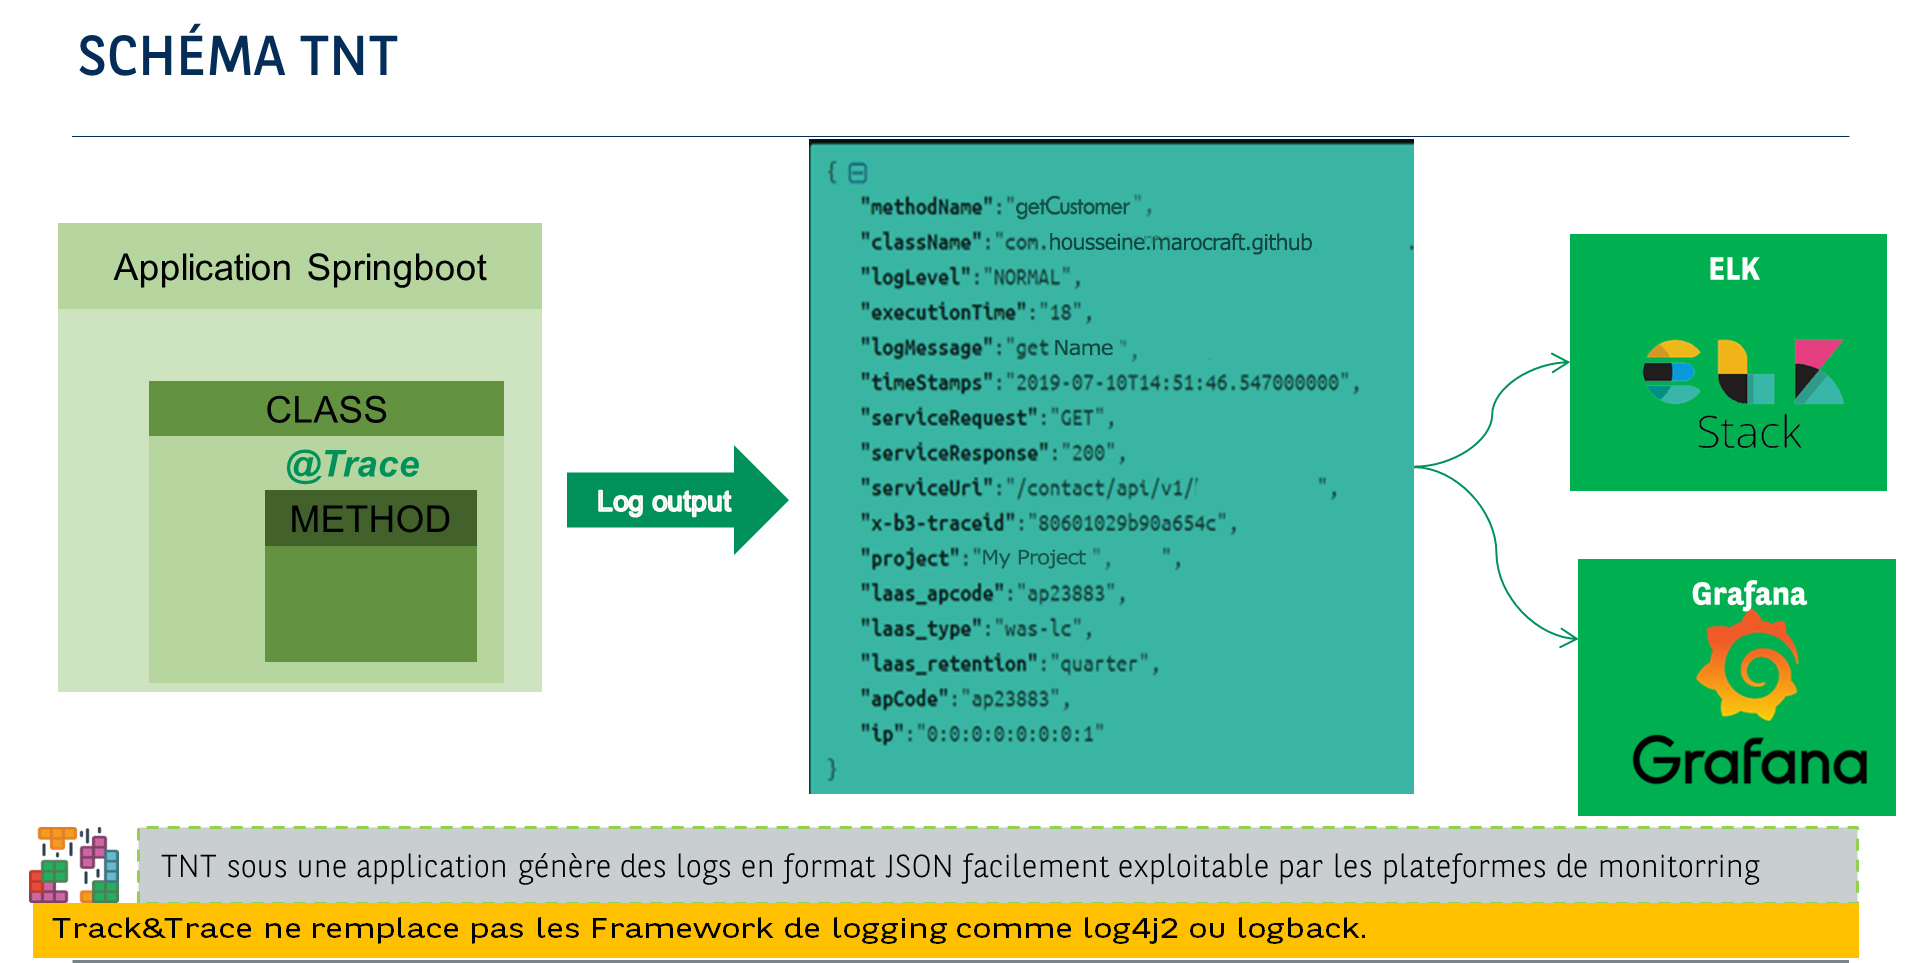 SCHÉMA TNT
Application Springboot
CLASS
@Trace
METHOD
Log output
{
"methodName":"getCustomer",
"className":"com.housseine.marocraft.github
"logLevel":"NORMAL",
"executionTime":"18",
"logMessage":"get Name ",
"timeStamps":"2019-07-10T14:51:46.547000000",
"serviceRequest":"GET",
"serviceResponse":"200",
"serviceUri":"/contact/api/v1/ ",
"x-b3-traceid":"80601029b90a654c",
"project":"My Project ", ",
"laas_apcode":"ap23883",
"laas_type":"was-lc",
"laas_retention":"quarter",
"apCode":"ap23883",
"ip":"0:0:0:0:0:0:0:1"
}
ELK
Stack
Grafana
Grafana
TNT sous une application génère des logs en format JSON facilement exploitable par les plateformes de monitorring
Track&Trace ne remplace pas les Framework de logging comme log4j2 ou logback.